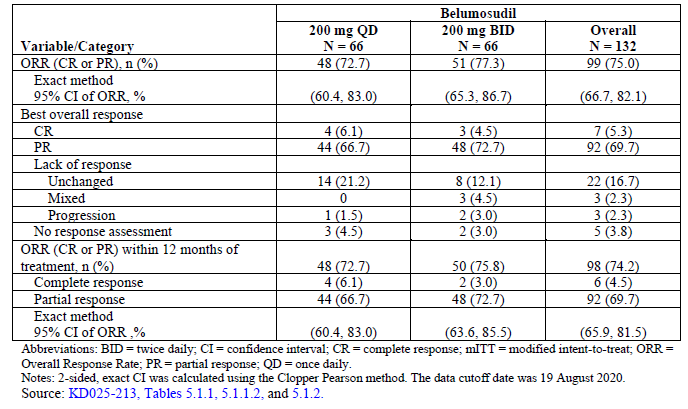 Belumosudil
Variable/Category 200 mg QD N = 66 200 mg BID N = 66 Overall N = 132
ORR (CR or PR), n (%) 48 (72.7) 51 (77.3) 99 (75.0)
Exact method
95% CI of ORR, % (60.4, 83.0) (65.3, 86.7) (66.7, 82.1)
Best overall response
CR 4 (6.1) 3 (4.5) 7 (5.3)
PR 44 (66.7) 48 (72.7) 92 (69.7)
Lack of response
Unchanged 14 (21.2) 8 (12.1) 22 (16.7)
Mixed 0 3 (4.5) 3 (2.3)
Progression 1 (1.5) 2 (3.0) 3 (2.3)
No response assessment 3 (4.5) 2 (3.0) 5 (3.8)
ORR (CR or PR) within 12 months of
treatment, n (%) 48 (72.7) 50 (75.8) 98 (74.2)
Complete response 4 (6.1) 2 (3.0) 6 (4.5)
Partial response 44 (66.7) 48 (72.7) 92 (69.7)
Exact method
95% CI of ORR ,% (60.4, 83.0) (63.6, 85.5) (65.9, 81.5)
Abbreviations: BID = twice daily; CI = confidence interval; CR = complete response; mITT = modified intent-to-treat; ORR =
Overall Response Rate; PR = partial response; QD = once daily.
Notes: 2-sided, exact CI was calculated using the Clopper Pearson method. The data cutoff date was 19 August 2020.
Source: KD025-213, Tables 5.1.1, 5.1.1.2, and 5.1.2.